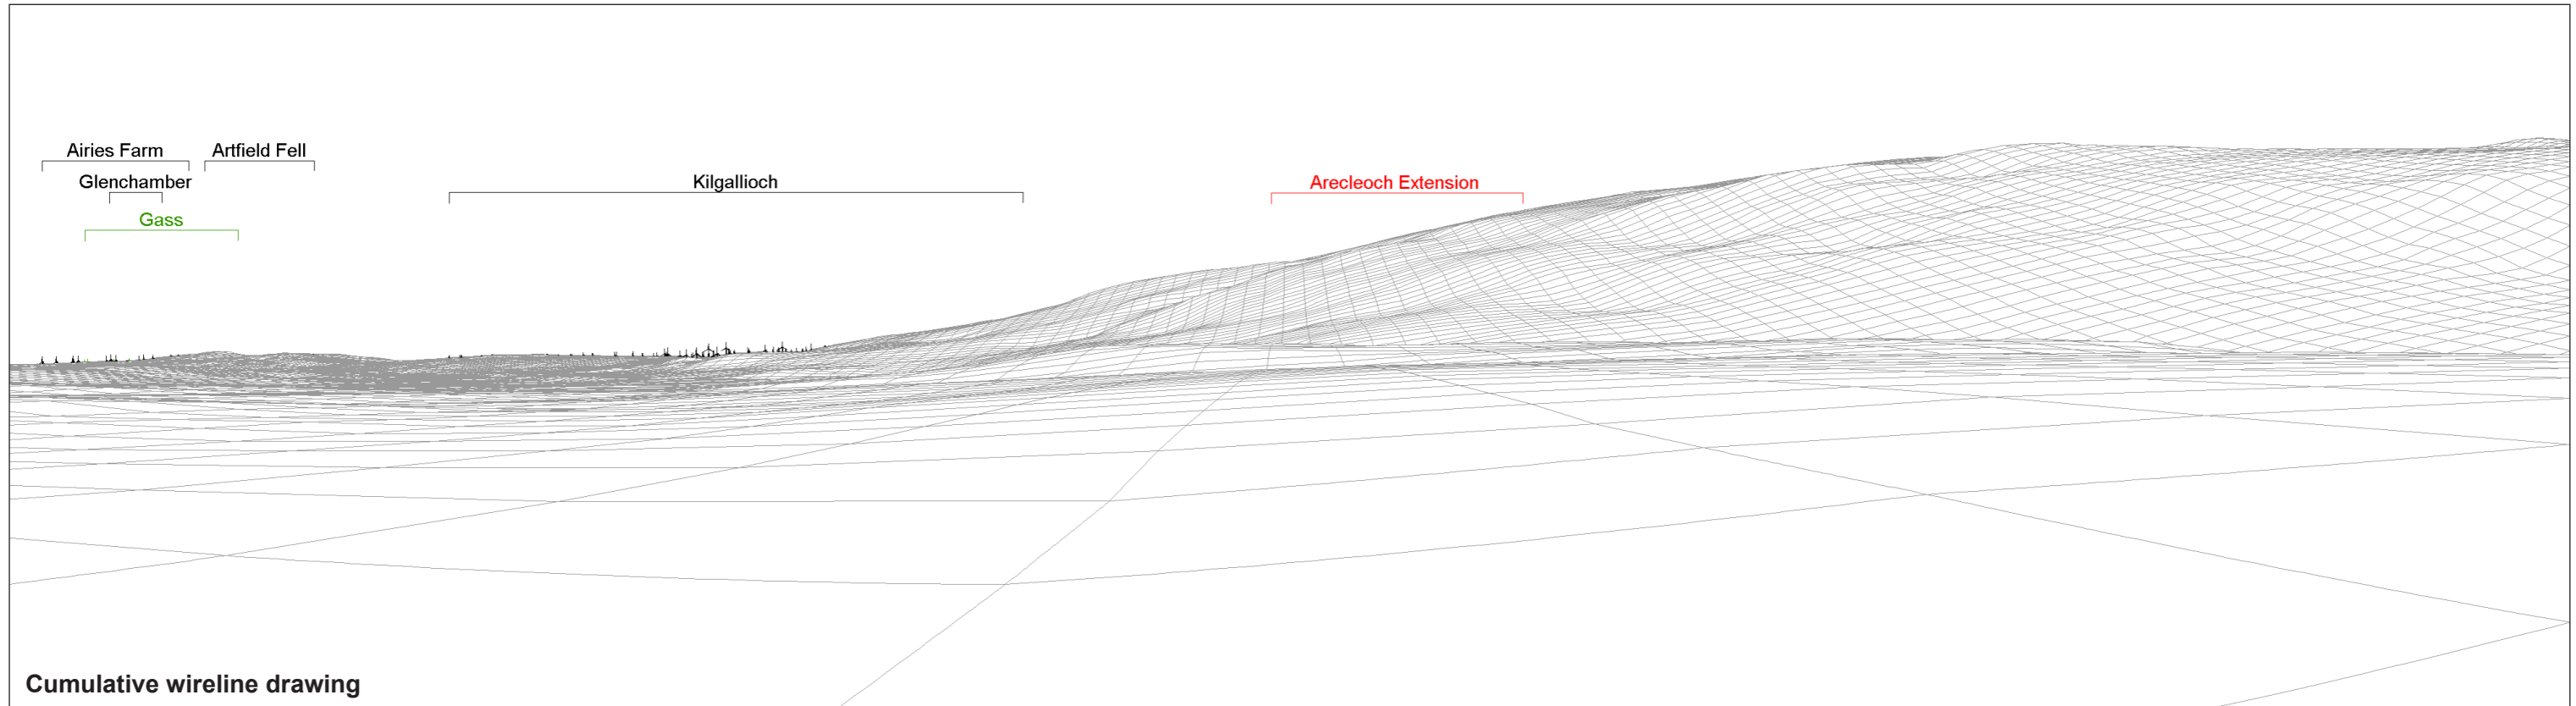 Airies Farm
Artfield Fell
Glenchamber
Kilgallioch
Arecleoch Extension
Gass
Cumulative wireline drawing